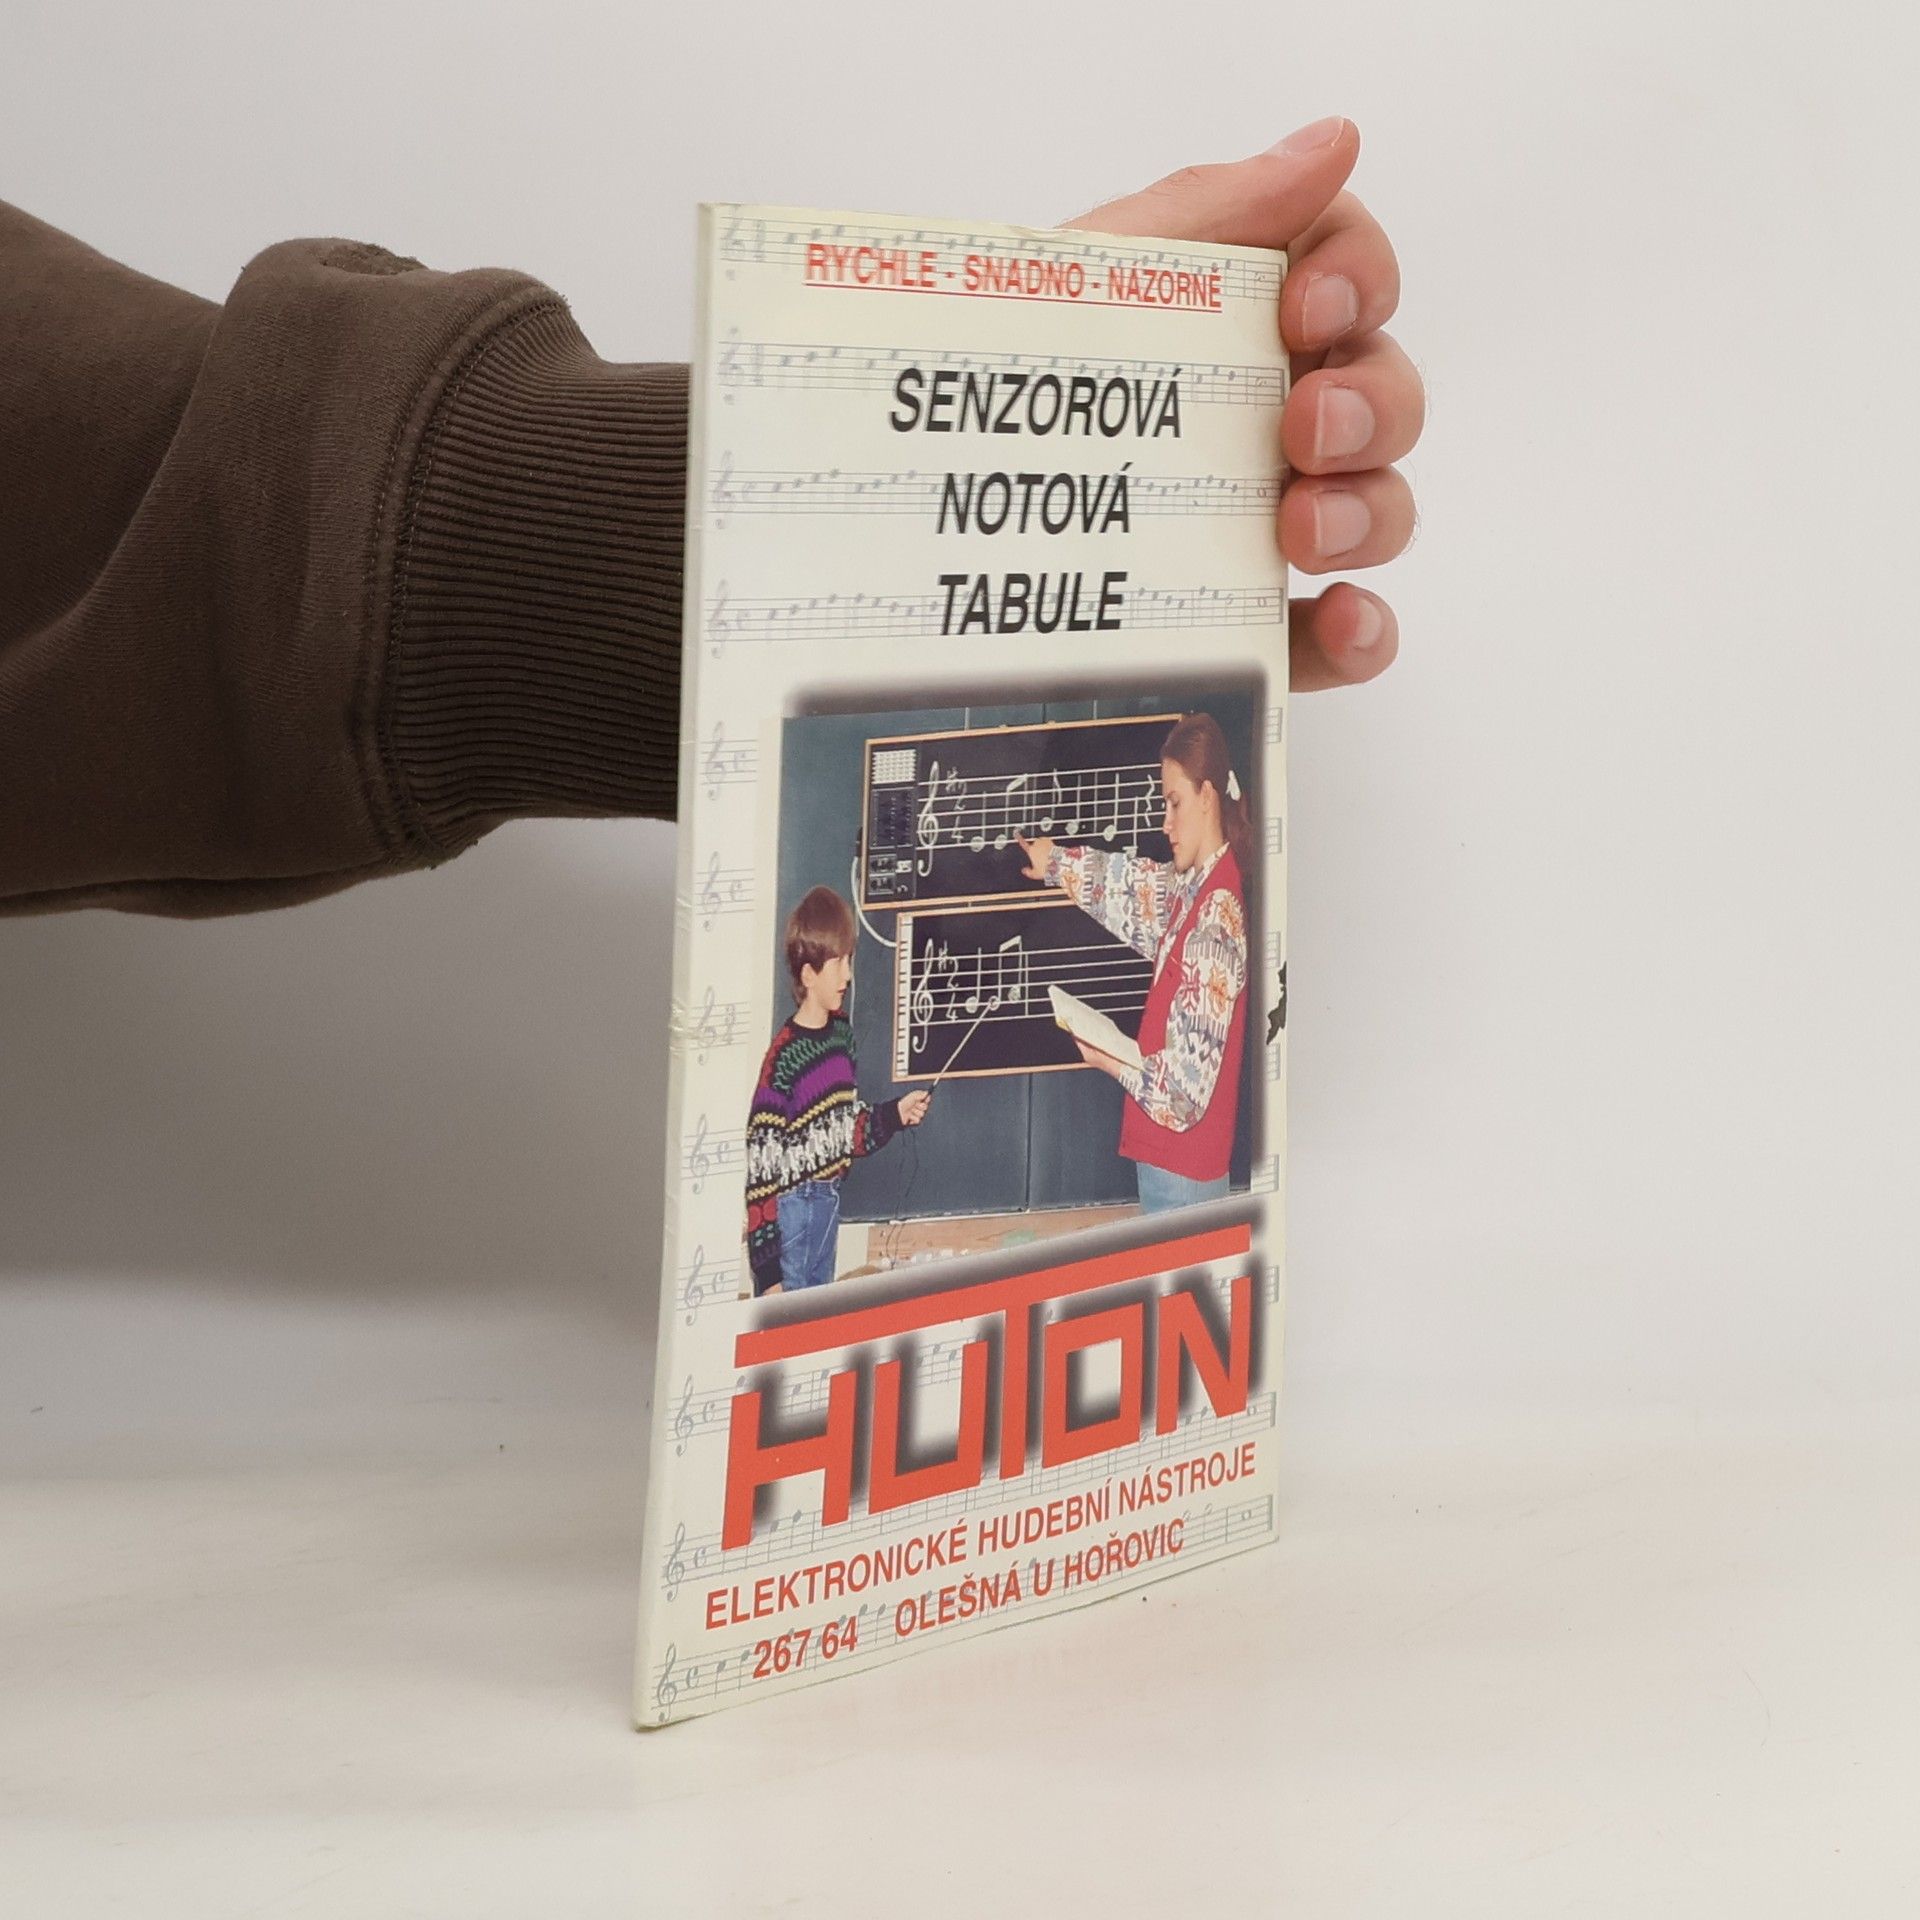 RYCHLE - SNADNO - NÁZORNĚ
SENZOROVÁ
NOTOVÁ
TABULE
HUTON
ELEKTRONICKÉ HUDEBNÍ NÁSTROJE
267 64 OLEŠNÁ U HOŘOVIC